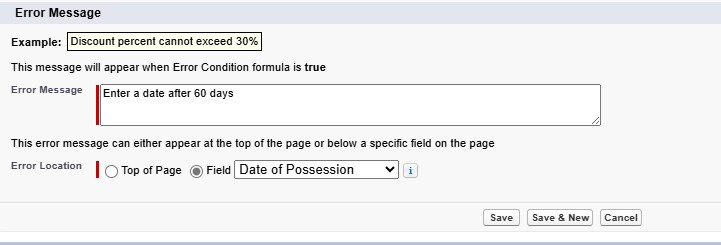 Error Message
Example: Discount percent cannot exceed 30%
This message will appear when Error Condition formula is true
Error Message Enter a date after 60 days
This error message can either appear at the top of the page or below a specific field on the page
Error Location Top of Page Field Date of Possession i
Save Save & New Cancel